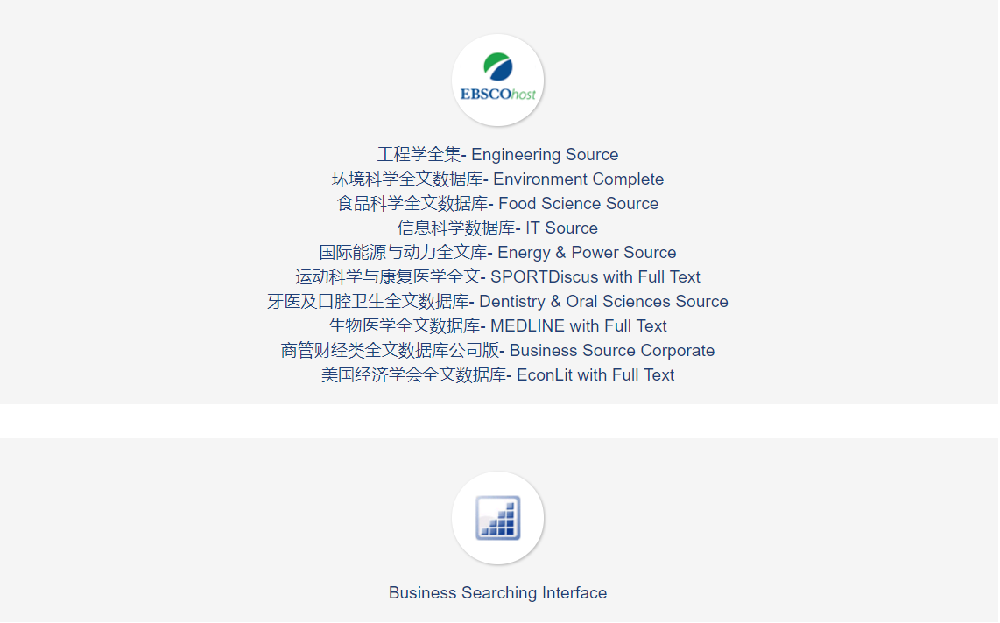 EBSCOhost
工程学全集- Engineering Source
环境科学全文数据库- Environment Complete
食品科学全文数据库- Food Science Source
信息科学数据库- IT Source
国际能源与动力全文库- Energy & Power Source
运动科学与康复医学全文- SPORTDiscus with Full Text
牙医及口腔卫生全文数据库- Dentistry & Oral Sciences Source
生物医学全文数据库- MEDLINE with Full Text
商管财经类全文数据库公司版- Business Source Corporate
美国经济学会全文数据库- EconLit with Full Text
Business Searching Interface